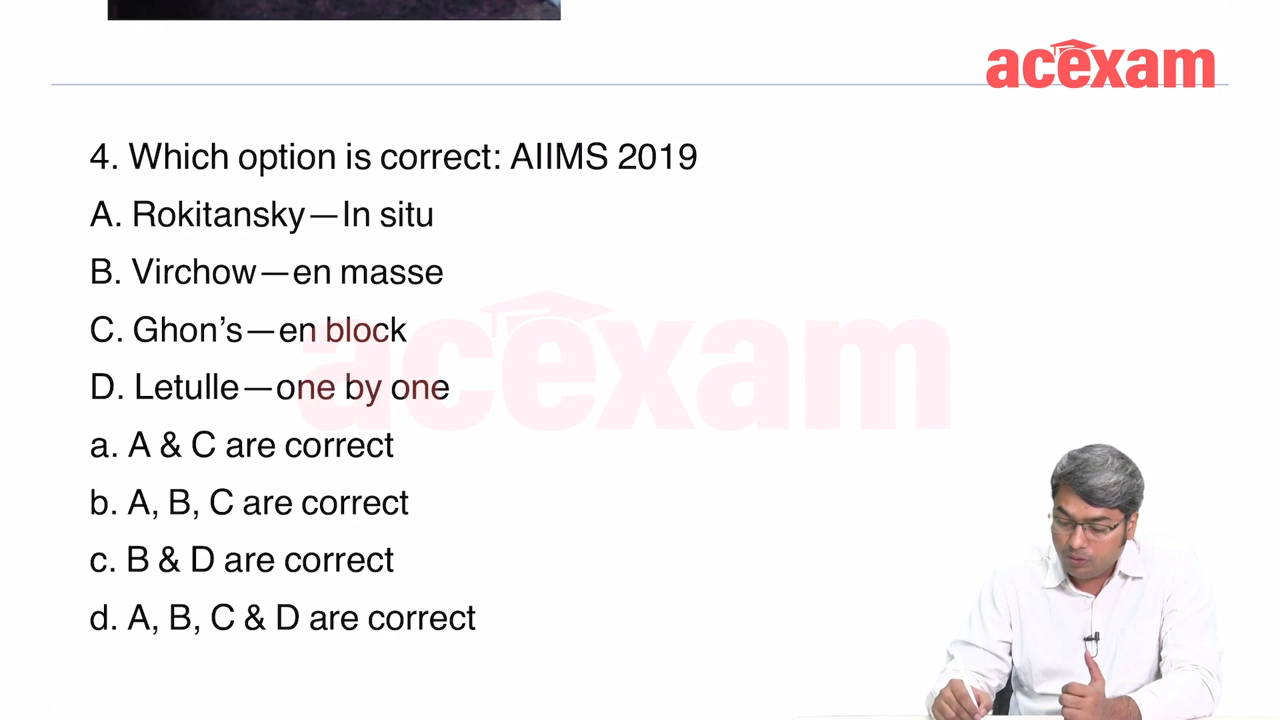 acexam
4. Which option is correct: AIIMS 2019
A. Rokitansky—In situ
B. Virchow—en masse
C. Ghon’s—en block
D. Letulle—one by one
a. A & C are correct
b. A, B, C are correct
c. B & D are correct
d. A, B, C & D are correct
acexam